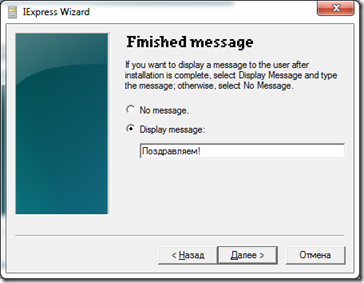 IExpress Wizard
Finished message
If you want to display a message to the user after
installation is complete, select Display Message and type
the message; otherwise, select No Message.
No message.
Display message:
Поздравляем!
< Назад
Далее >
Отмена